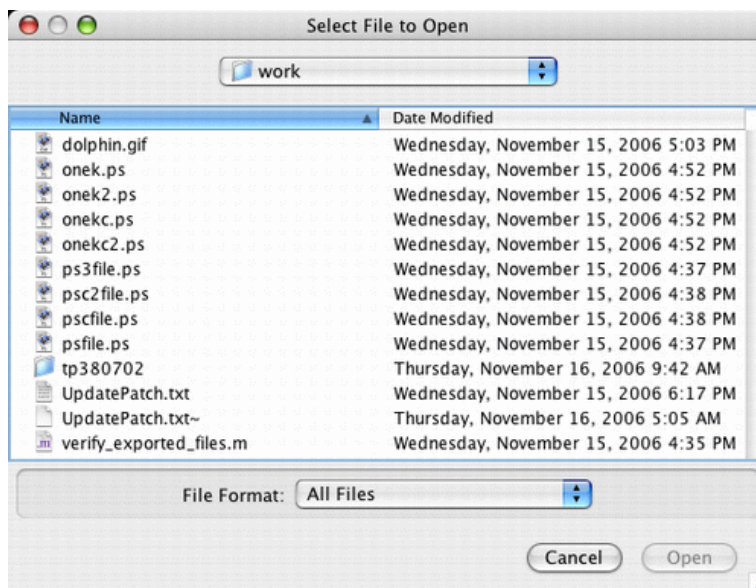 Select File to Open
work
Name Date Modified
dolphin.gif Wednesday, November 15, 2006 5:03 PM
onek.ps Wednesday, November 15, 2006 4:52 PM
onek2.ps Wednesday, November 15, 2006 4:52 PM
onekc.ps Wednesday, November 15, 2006 4:52 PM
onekc2.ps Wednesday, November 15, 2006 4:52 PM
ps3file.ps Wednesday, November 15, 2006 4:37 PM
psc2file.ps Wednesday, November 15, 2006 4:38 PM
pscfile.ps Wednesday, November 15, 2006 4:38 PM
psfile.ps Wednesday, November 15, 2006 4:37 PM
tp380702 Thursday, November 16, 2006 9:42 AM
UpdatePatch.txt Wednesday, November 15, 2006 6:17 PM
UpdatePatch.txt~ Thursday, November 16, 2006 5:05 AM
.m verify_exported_files.m Wednesday, November 15, 2006 4:35 PM
File Format: All Files
Cancel Open